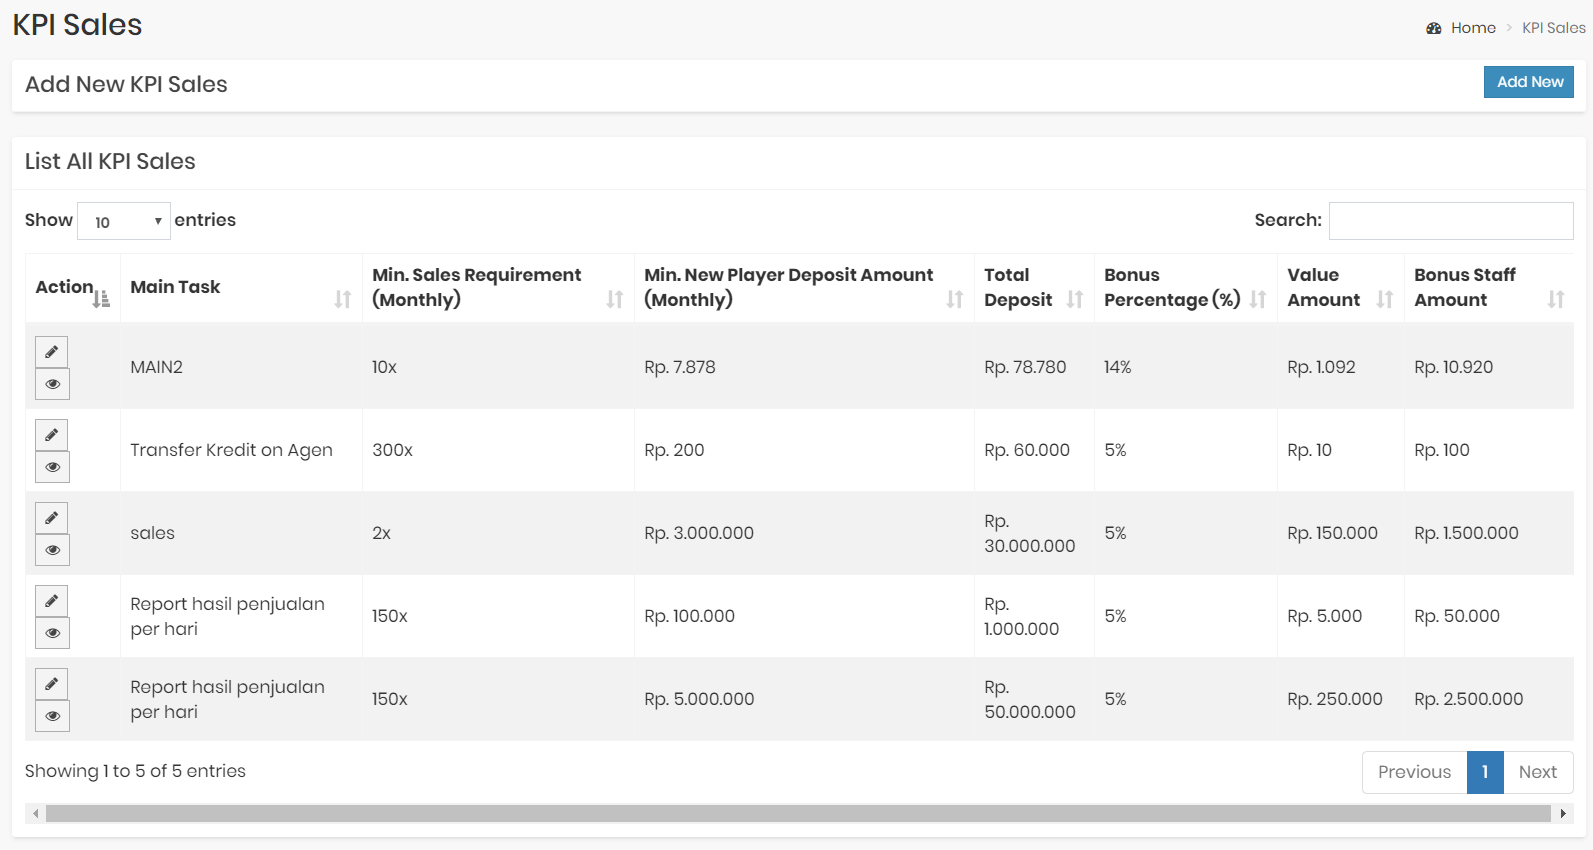 KPI Sales
Home > KPI Sales
Add New KPI Sales
Add New
List All KPI Sales
Show 10 entries
Search:
Action Main Task Min. Sales Requirement (Monthly) Min. New Player Deposit Amount (Monthly) Total Deposit Bonus Percentage (%) Value Amount Bonus Staff Amount
MAIN2 10x Rp. 7.878 Rp. 78.780 14% Rp. 1.092 Rp. 10.920
Transfer Kredit on Agen 300x Rp. 200 Rp. 60.000 5% Rp. 10 Rp. 100
sales 2x Rp. 3.000.000 Rp. 30.000.000 5% Rp. 150.000 Rp. 1.500.000
Report hasil penjualan per hari 150x Rp. 100.000 Rp. 1.000.000 5% Rp. 5.000 Rp. 50.000
Report hasil penjualan per hari 150x Rp. 5.000.000 Rp. 50.000.000 5% Rp. 250.000 Rp. 2.500.000
Showing 1 to 5 of 5 entries
Previous 1 Next